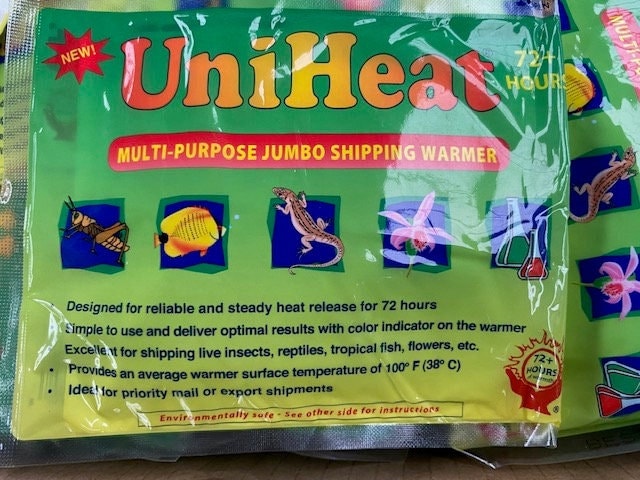 NEW!
UniHeat
72+
HOUR
MULTI-PURPOSE JUMBO SHIPPING WARMER
• Designed for reliable and steady heat release for 72 hours
Simple to use and deliver optimal results with color indicator on the warmer
Excellent for shipping live insects, reptiles, tropical fish, flowers, etc.
• Provides an average warmer surface temperature of 100° F (38° C)
• Ideal for priority mail or export shipments
72+
HOURS
®
Environmentally safe - See other side for instructions
MULTI-P